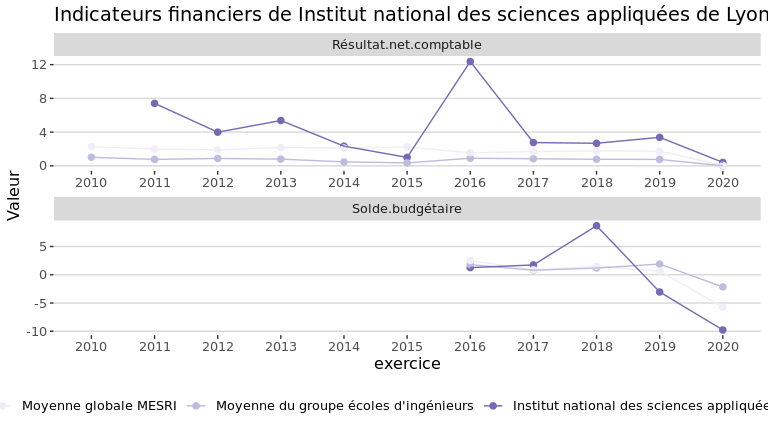 Indicateurs financiers de Institut national des sciences appliquées de Lyon
Résultat.net.comptable
12
8
4
0
2010 2011 2012 2013 2014 2015 2016 2017 2018 2019 2020
Valeur
Solde.budgétaire
5
0
-5
-10
2010 2011 2012 2013 2014 2015 2016 2017 2018 2019 2020
exercice
Moyenne globale MESRI Moyenne du groupe écoles d'ingénieurs Institut national des sciences appliquée